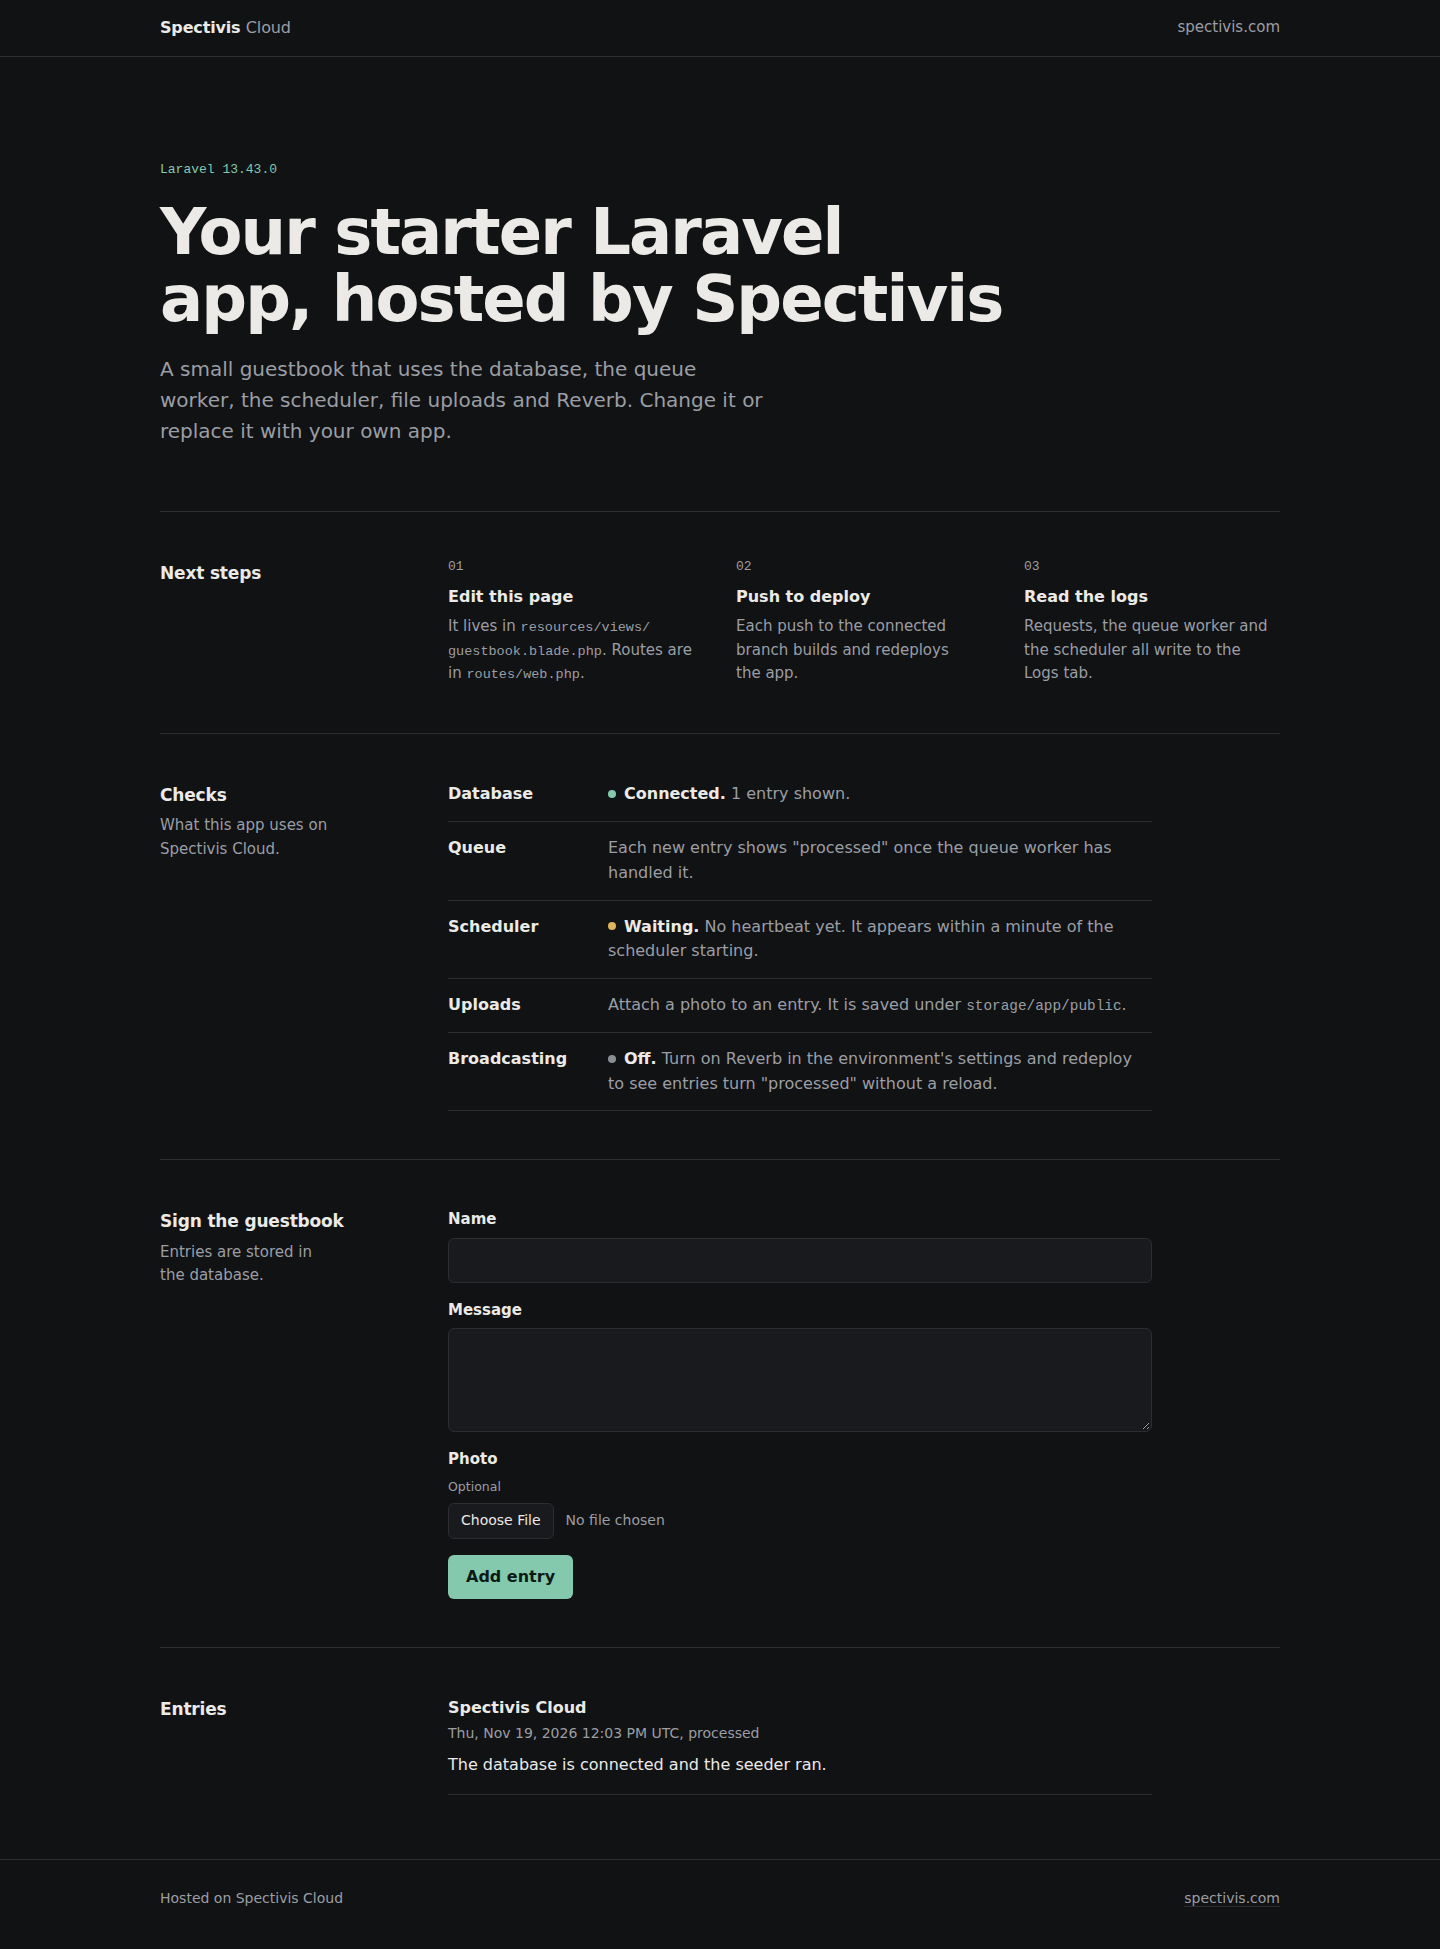 Spectivis Cloud
spectivis.com
Laravel 13.43.0
Your starter Laravel
app, hosted by Spectivis
A small guestbook that uses the database, the queue
worker, the scheduler, file uploads and Reverb. Change it or
replace it with your own app.
Next steps
01
Edit this page
It lives in resources/views/
guestbook.blade.php. Routes are
in routes/web.php.
02
Push to deploy
Each push to the connected
branch builds and redeploys
the app.
03
Read the logs
Requests, the queue worker and
the scheduler all write to the
Logs tab.
Checks
What this app uses on
Spectivis Cloud.
Database
Connected. 1 entry shown.
Queue
Each new entry shows "processed" once the queue worker has
handled it.
Scheduler
Waiting. No heartbeat yet. It appears within a minute of the
scheduler starting.
Uploads
Attach a photo to an entry. It is saved under storage/app/public.
Broadcasting
Off. Turn on Reverb in the environment's settings and redeploy
to see entries turn "processed" without a reload.
Sign the guestbook
Entries are stored in
the database.
Name
Message
Photo
Optional
Choose File No file chosen
Add entry
Entries
Spectivis Cloud
Thu, Nov 19, 2026 12:03 PM UTC, processed
The database is connected and the seeder ran.
Hosted on Spectivis Cloud
spectivis.com